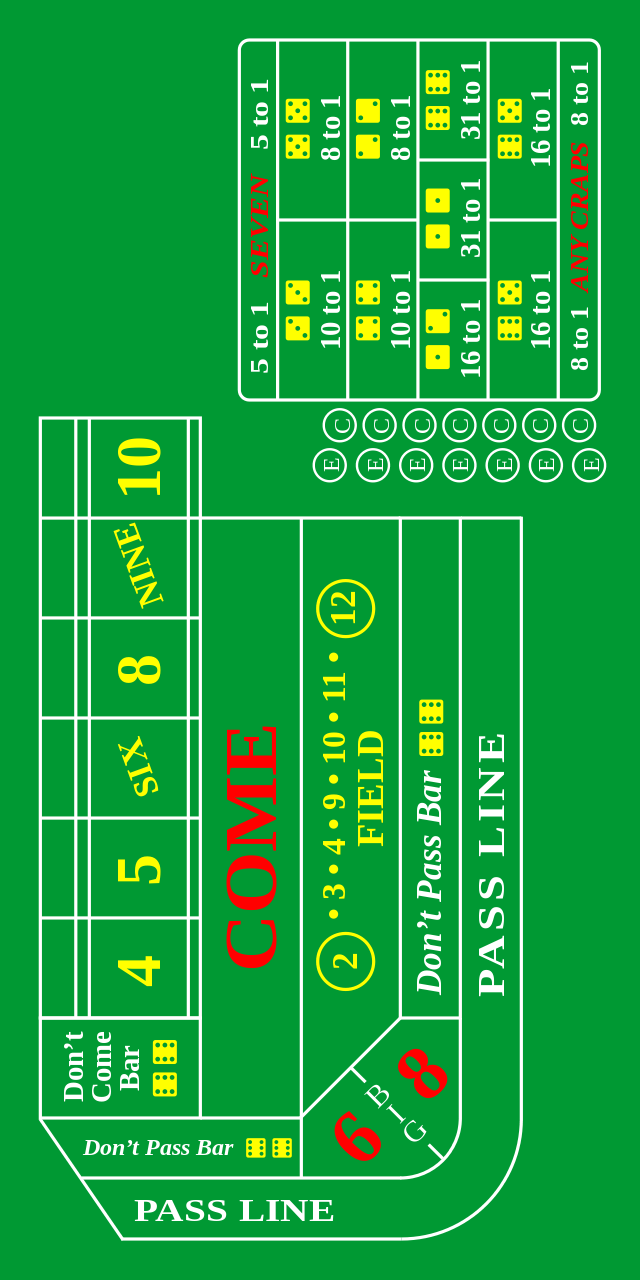 4
5
SIX
8
NINE
10
Don’t
Come
Bar
COME
2 • 3 • 4 • 9 • 10 • 11 • 12
FIELD
Don’t Pass Bar
PASS LINE
Don’t Pass Bar
PASS LINE
6 BIG 8
5 to 1 SEVEN 5 to 1
10 to 1
8 to 1
10 to 1
8 to 1
16 to 1
31 to 1
31 to 1
16 to 1
16 to 1
8 to 1 ANY CRAPS 8 to 1
C C C C C C C
E E E E E E E